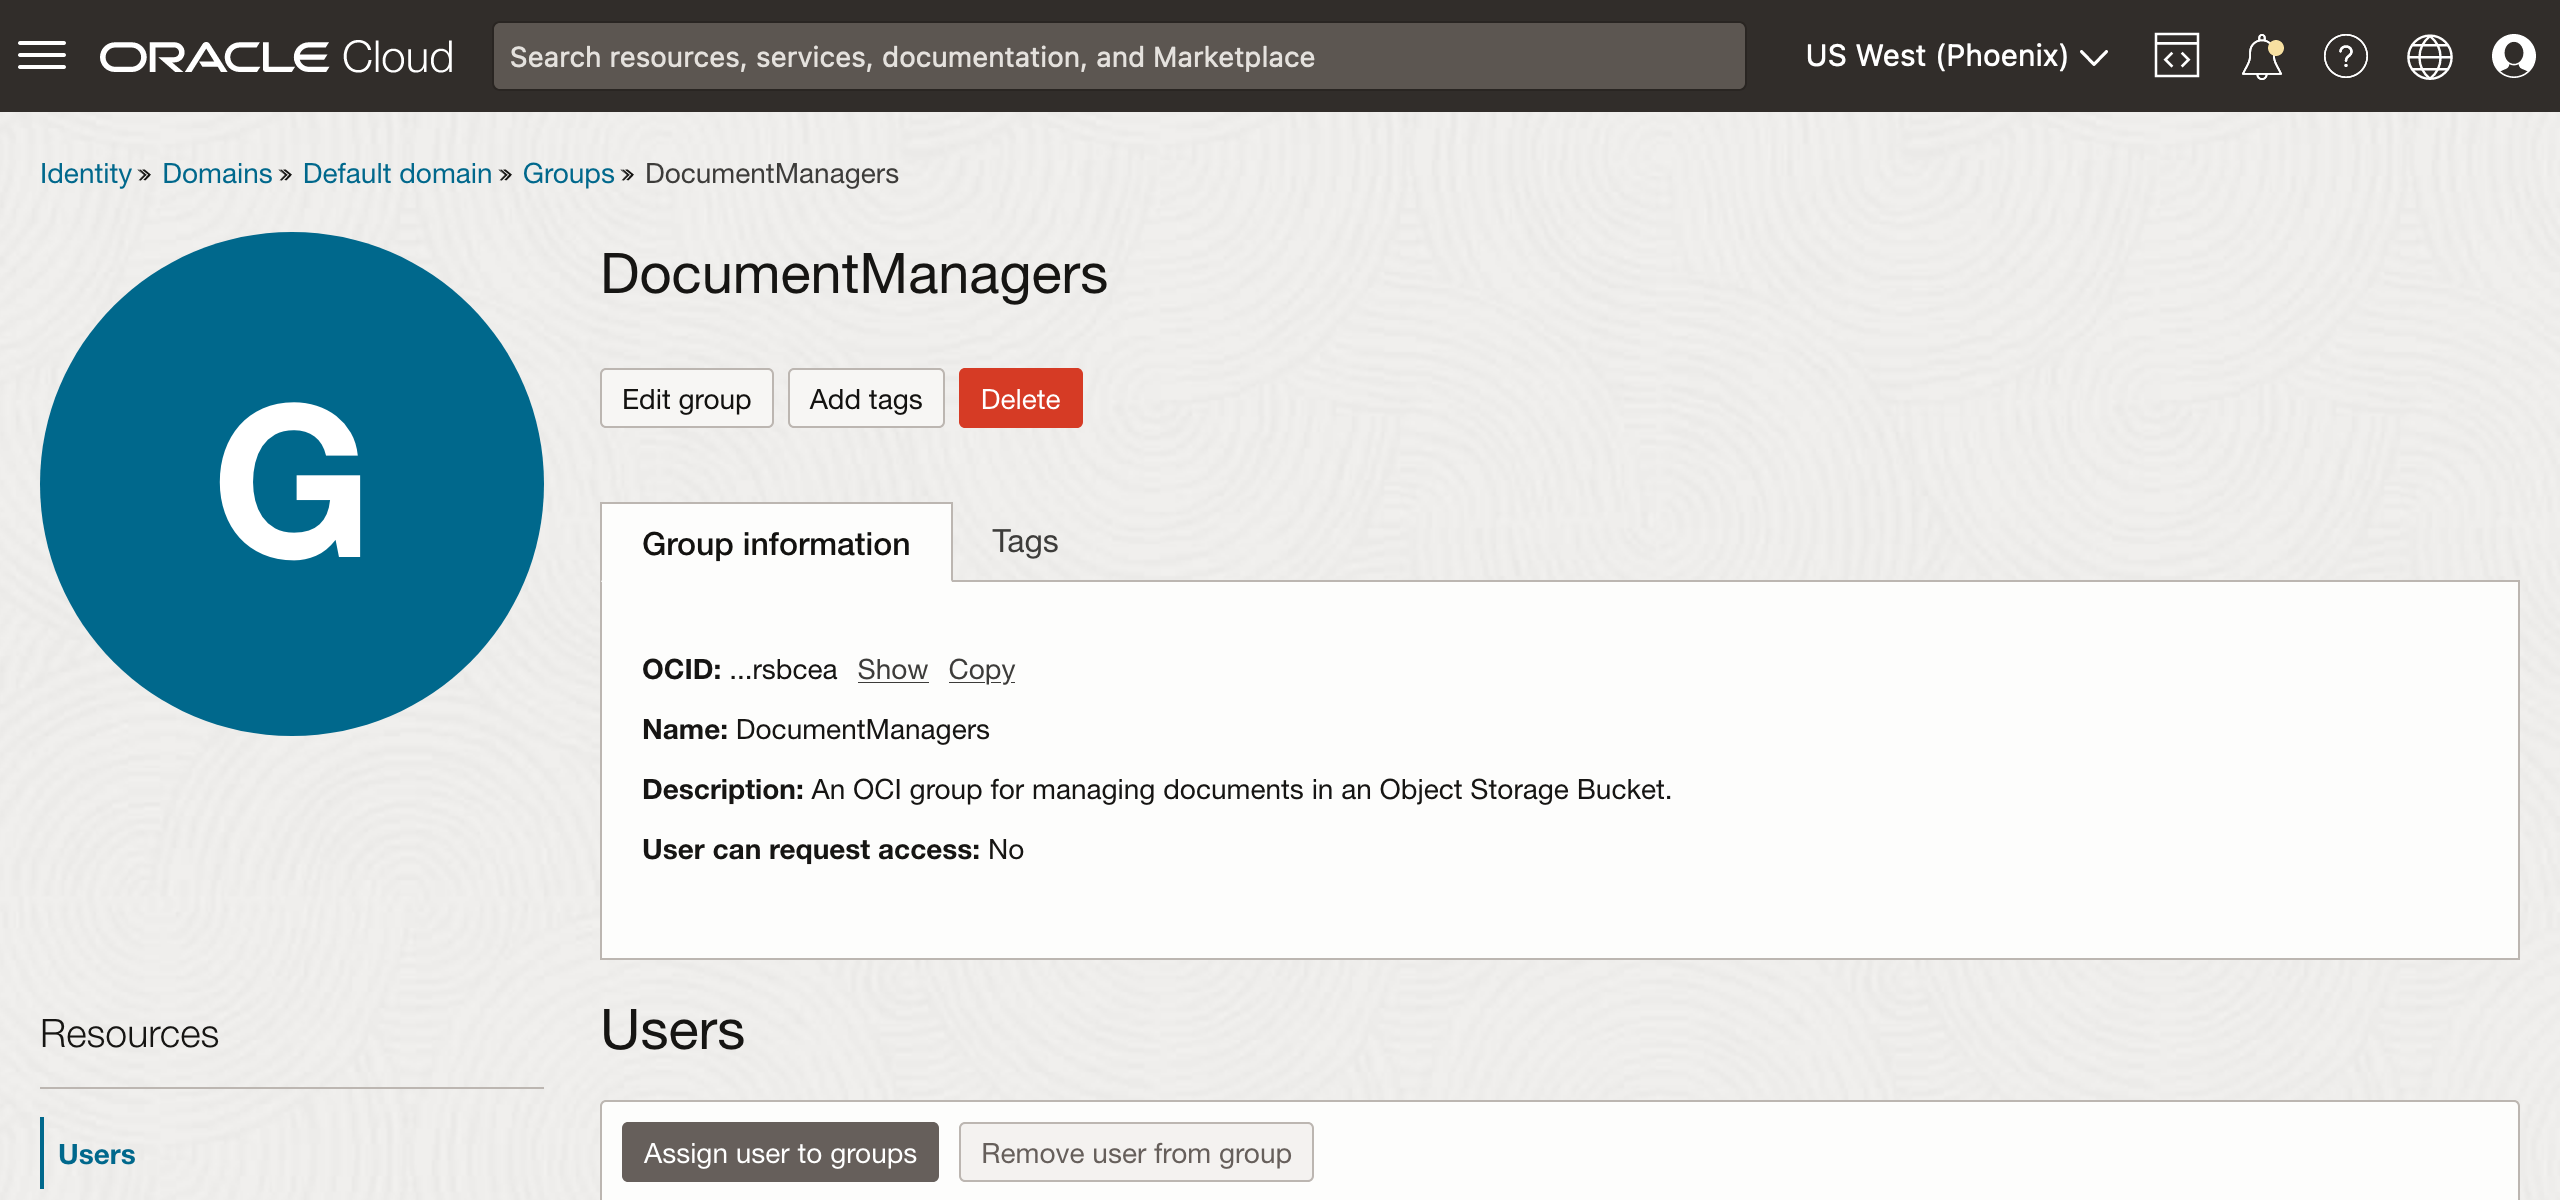 ORACLE Cloud
Search resources, services, documentation, and Marketplace
US West (Phoenix)
Identity » Domains » Default domain » Groups » DocumentManagers
G
DocumentManagers
Edit group
Add tags
Delete
Group information
Tags
OCID: ...rsbcea Show Copy
Name: DocumentManagers
Description: An OCI group for managing documents in an Object Storage Bucket.
User can request access: No
Resources
Users
Users
Assign user to groups
Remove user from group